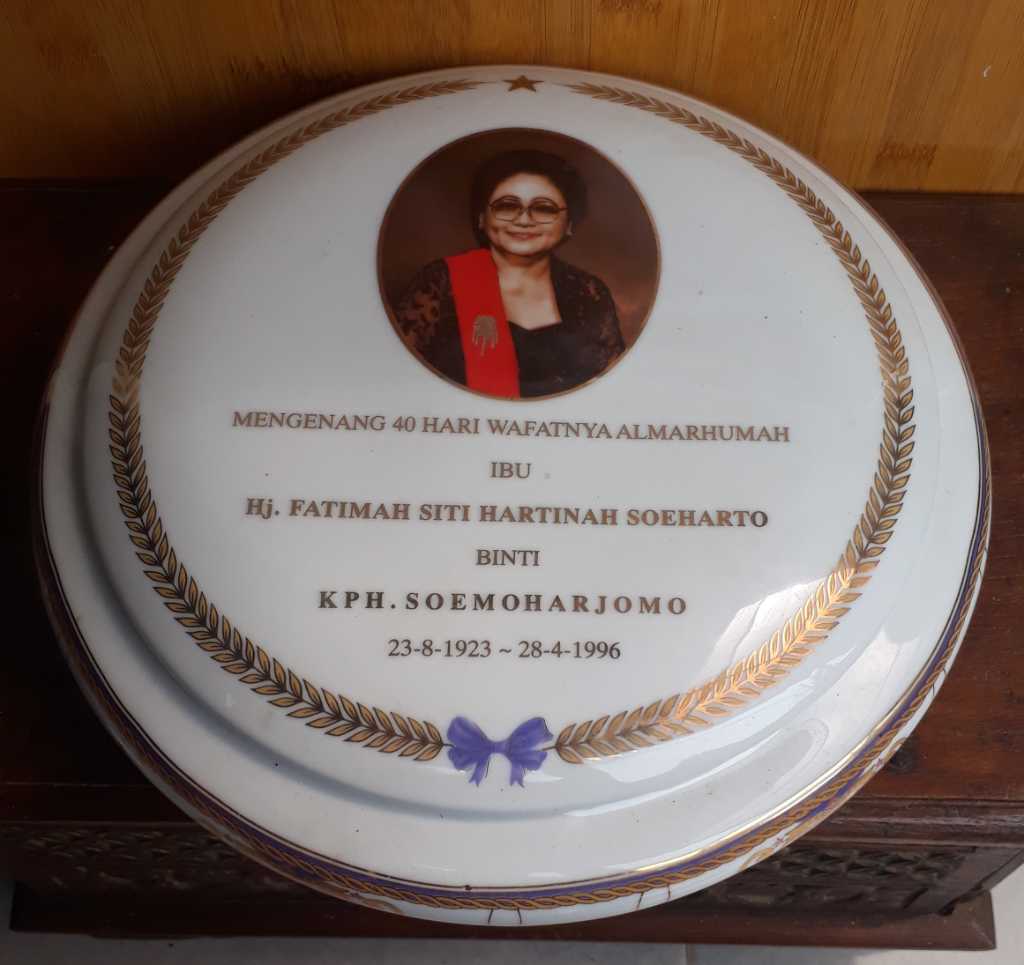 MENGENANG 40 HARI WAFATNYA ALMARHUMAH
IBU
Hj. FATIMAH SITI HARTINAH SOEHARTO
BINTI
KPH. SOEMOHARJOMO
23-8-1923 ~ 28-4-1996